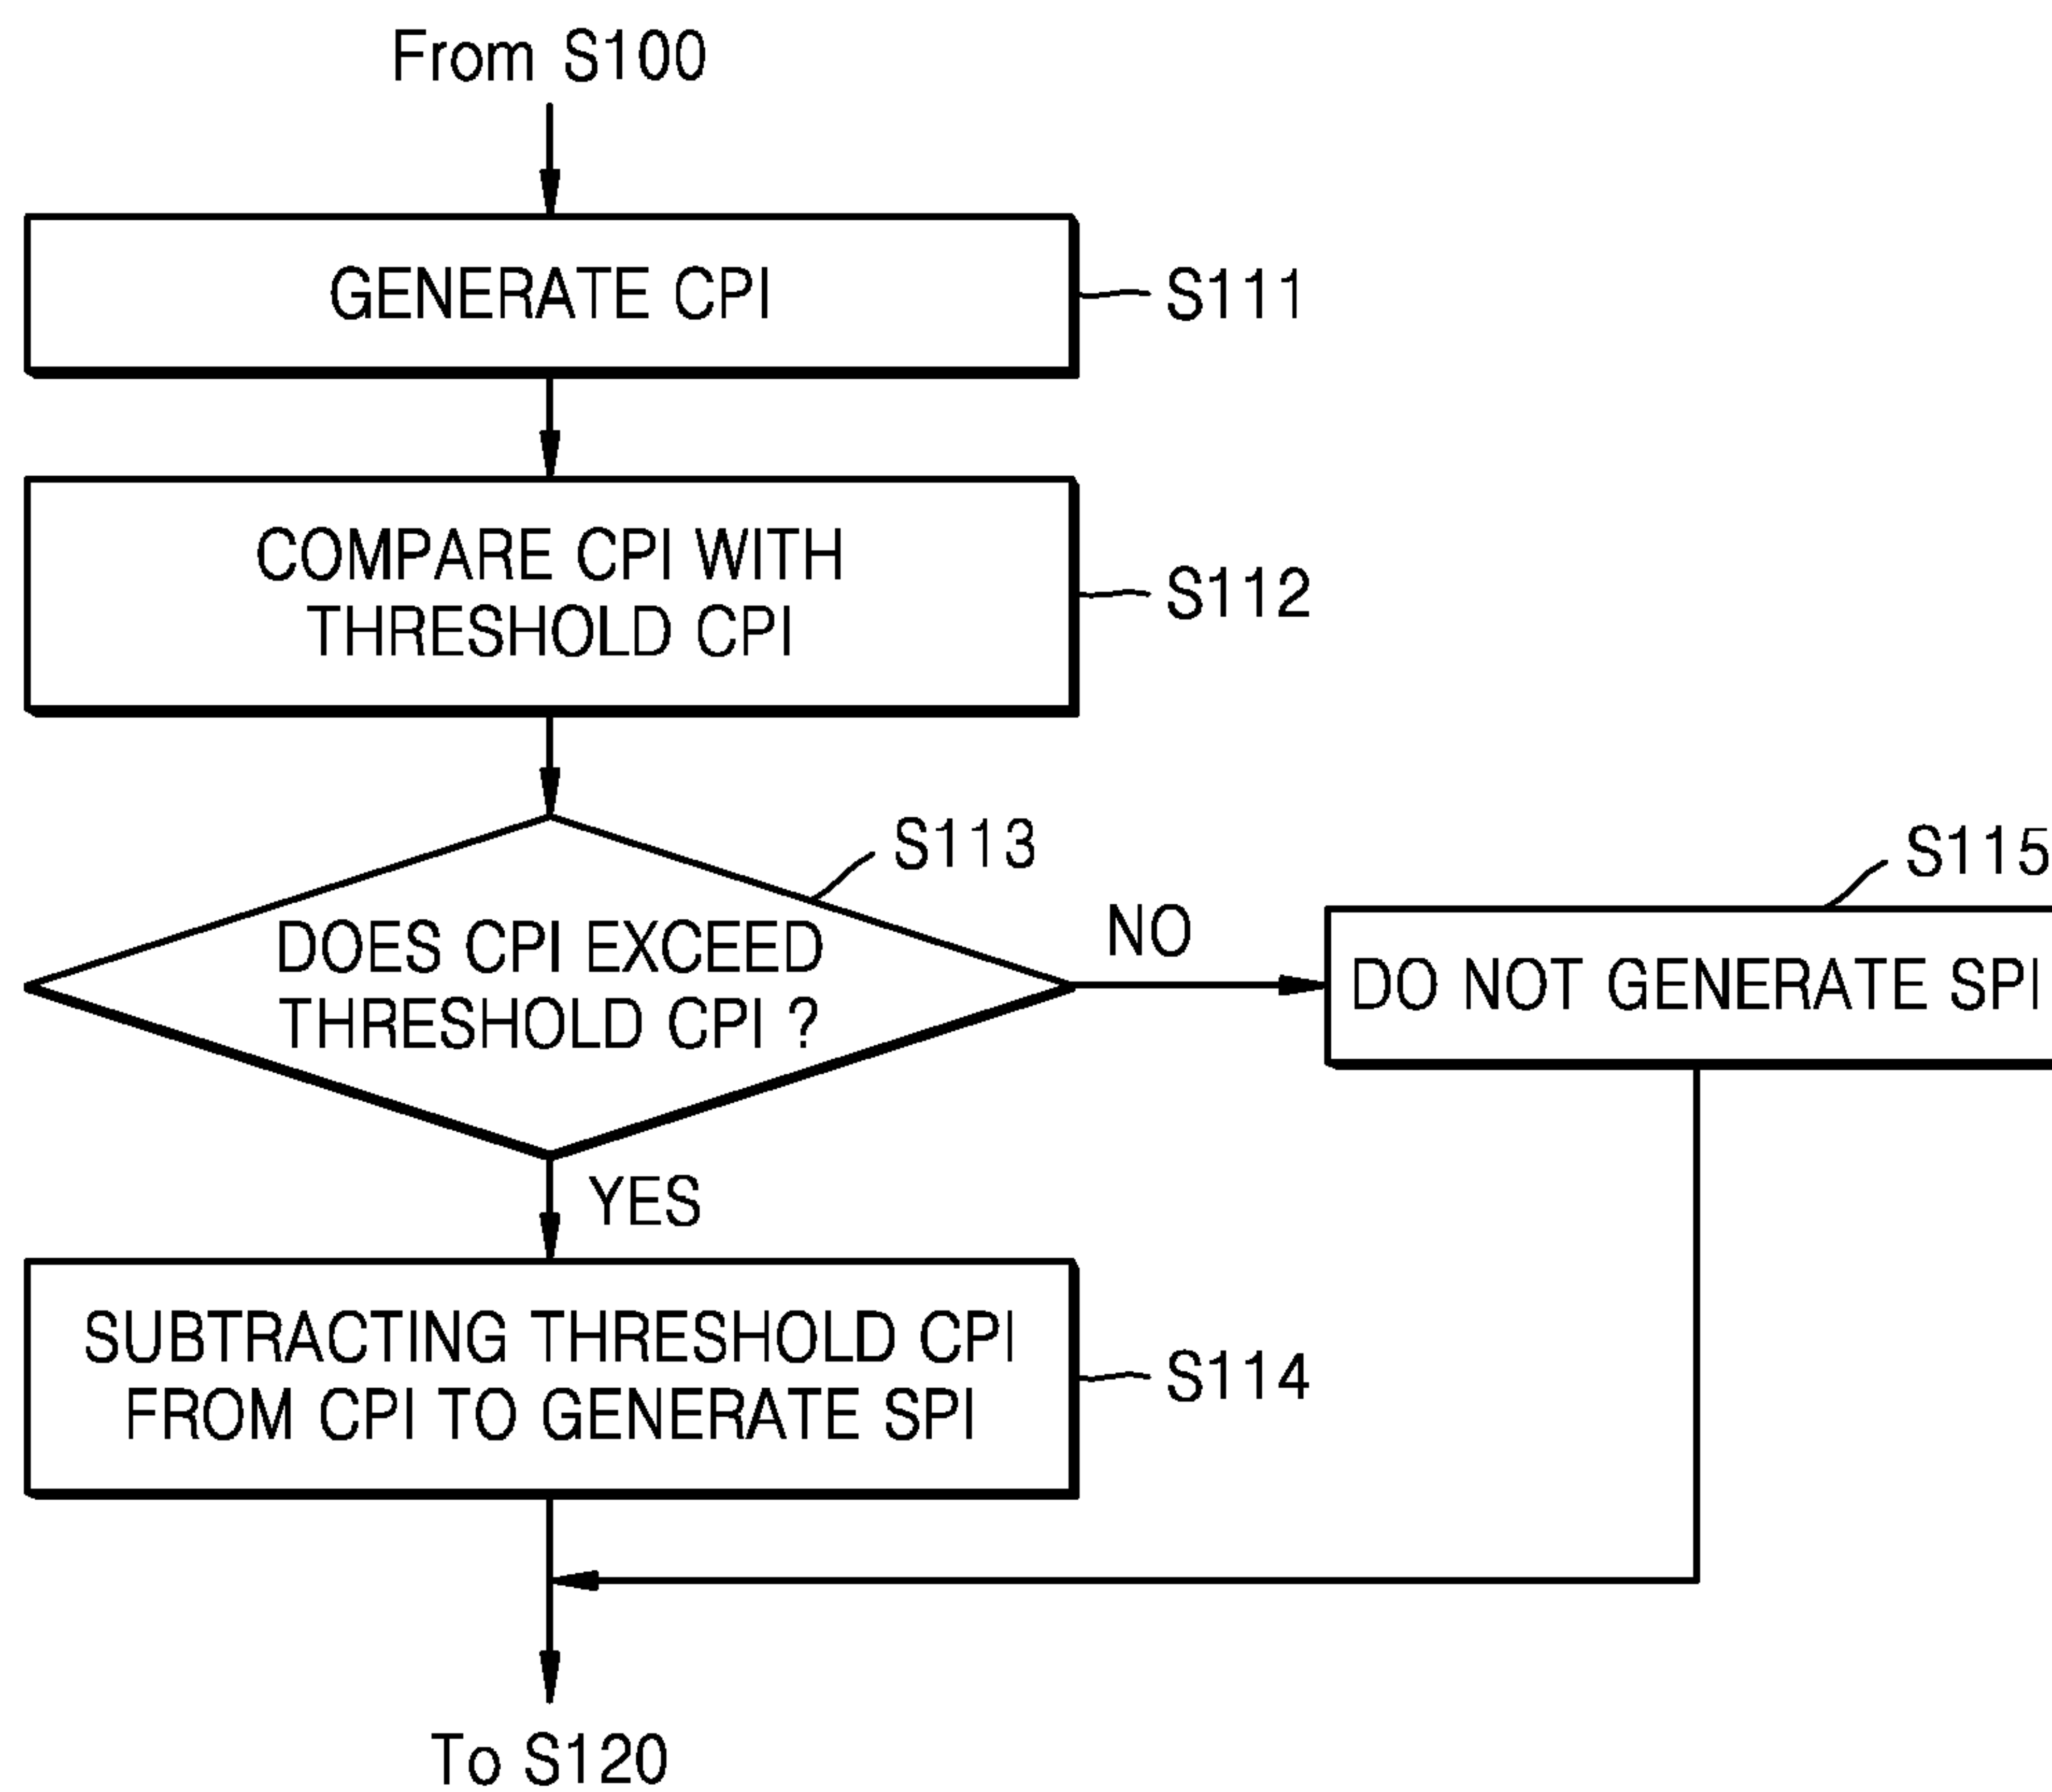 From S100
GENERATE CPI
S111
COMPARE CPI WITH
THRESHOLD CPI
S112
S113
DOES CPI EXCEED
THRESHOLD CPI ?
NO
S115
DO NOT GENERATE SPI
YES
SUBTRACTING THRESHOLD CPI
FROM CPI TO GENERATE SPI
S114
To S120